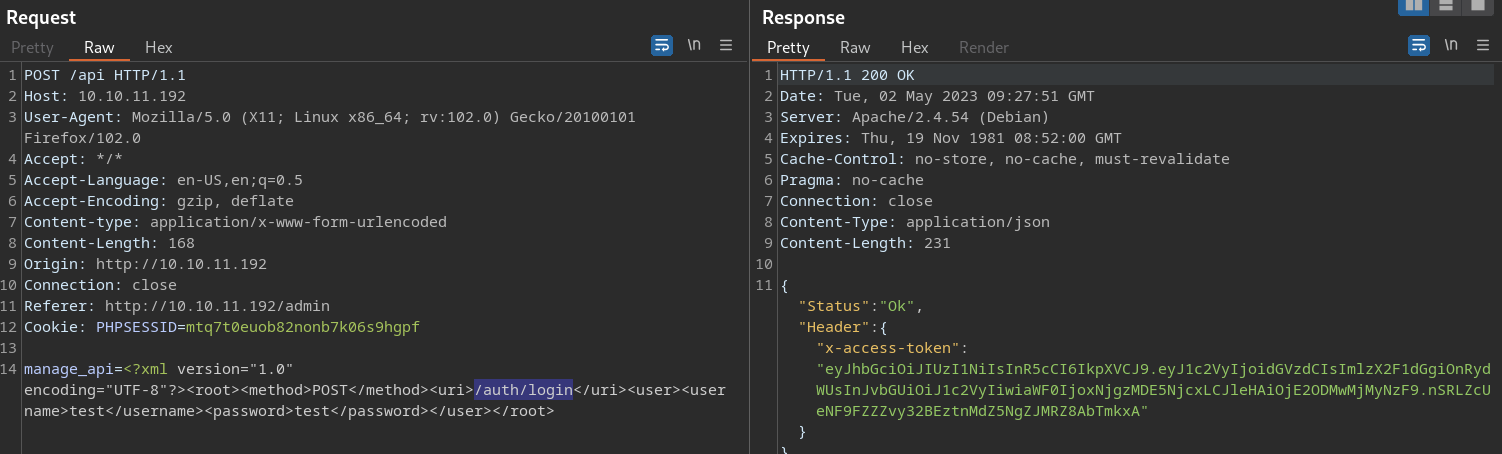 Request
Pretty Raw Hex
\n
1 POST /api HTTP/1.1
2 Host: 10.10.11.192
3 User-Agent: Mozilla/5.0 (X11; Linux x86_64; rv:102.0) Gecko/20100101
Firefox/102.0
4 Accept: */*
5 Accept-Language: en-US,en;q=0.5
6 Accept-Encoding: gzip, deflate
7 Content-type: application/x-www-form-urlencoded
8 Content-Length: 168
9 Origin: http://10.10.11.192
10 Connection: close
11 Referer: http://10.10.11.192/admin
12 Cookie: PHPSESSID=mtq7t0euob82nonb7k06s9hgpf
13
14 manage_api=<?xml version="1.0"
encoding="UTF-8"?><root><method>POST</method><uri>/auth/login</uri><user><user
name>test</username><password>test</password></user></root>
Response
Pretty Raw Hex Render
\n
1 HTTP/1.1 200 OK
2 Date: Tue, 02 May 2023 09:27:51 GMT
3 Server: Apache/2.4.54 (Debian)
4 Expires: Thu, 19 Nov 1981 08:52:00 GMT
5 Cache-Control: no-store, no-cache, must-revalidate
6 Pragma: no-cache
7 Connection: close
8 Content-Type: application/json
9 Content-Length: 231
10
11 {
"Status":"Ok",
"Header":{
"x-access-token":
"eyJhbGciOiJIUzI1NiIsInR5cCI6IkpXVCJ9.eyJ1c2VyIjoidGVzdCIsImlzX2F1dGgiOnRyd
WUsInJvbGUiOiJ1c2VyIiwiaWF0IjoxNjgzMDE5NjcxLCJleHAiOjE2ODMwMjMyNzF9.nSRLZcU
eNF9FZZZvy32BEztnMdZ5NgZJMRZ8AbTmkxA"
}
}